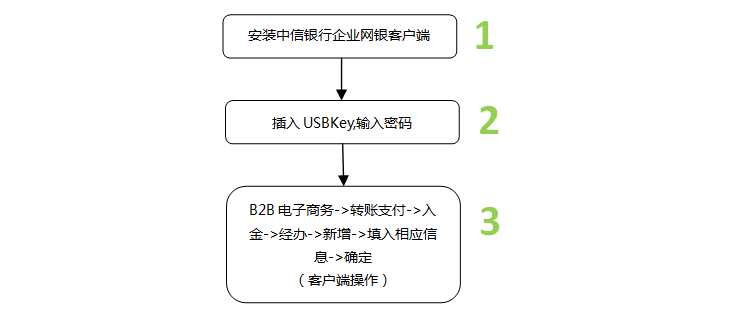 安装中信银行企业网银客户端
1
插入 USBKey,输入密码
2
B2B 电子商务->转账支付->入
金->经办->新增->填入相应信
息->确定
（客户端操作）
3